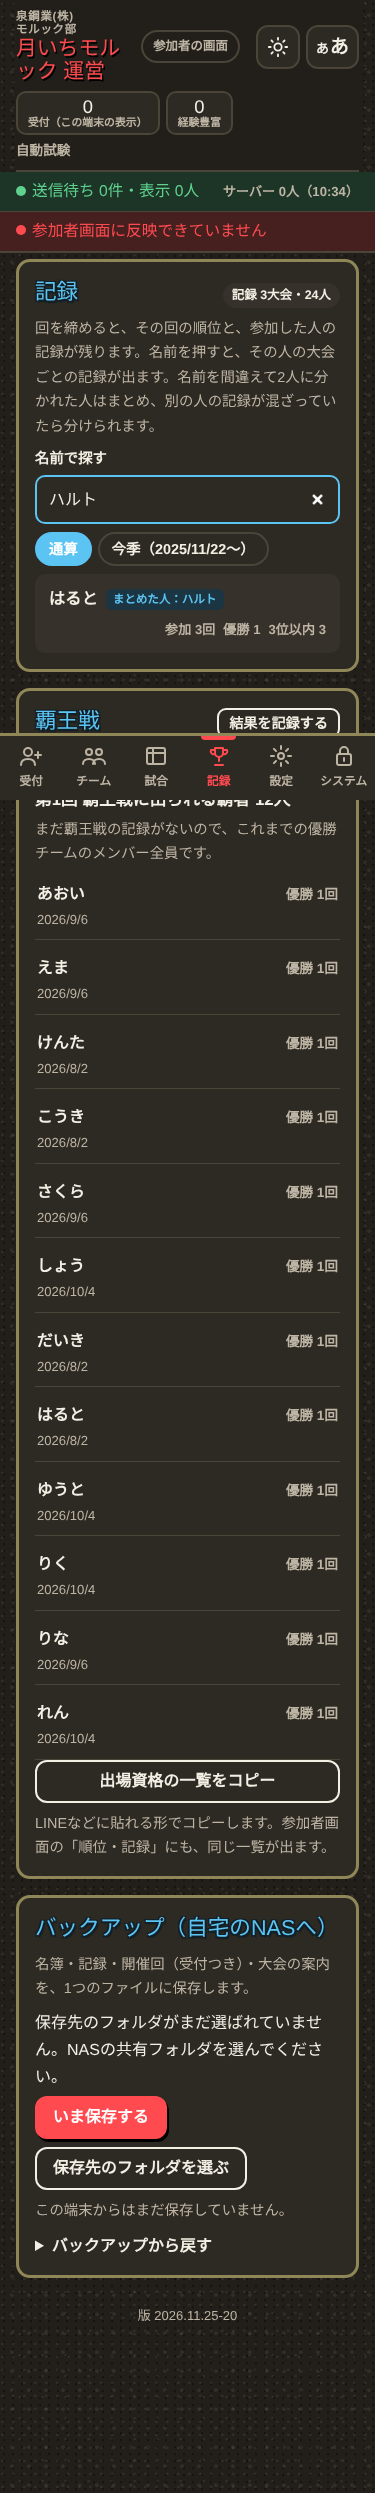 泉鋼業(株)
モルック部
月いちモル
ック 運営
参加者の画面
ぁあ
0
受付（この端末の表示）
0
経験豊富
自動試験
送信待ち 0件・表示 0人
サーバー 0人（10:34）
参加者画面に反映できていません
記録
記録 3大会・24人
回を締めると、その回の順位と、参加した人の
記録が残ります。名前を押すと、その人の大会
ごとの記録が出ます。名前を間違えて2人に分
かれた人はまとめ、別の人の記録が混ざってい
たら分けられます。
名前で探す
ハルト
×
通算
今季（2025/11/22〜）
はると
まとめた人：ハルト
参加 3回 優勝 1 3位以内 3
覇王戦
結果を記録する
受付
チーム
試合
記録
設定
システム
第1回 覇王戦に出られる覇者 12人
まだ覇王戦の記録がないので、これまでの優勝
チームのメンバー全員です。
あおい
優勝 1回
2026/9/6
えま
優勝 1回
2026/9/6
けんた
優勝 1回
2026/8/2
こうき
優勝 1回
2026/8/2
さくら
優勝 1回
2026/9/6
しょう
優勝 1回
2026/10/4
だいき
優勝 1回
2026/8/2
はると
優勝 1回
2026/8/2
ゆうと
優勝 1回
2026/10/4
りく
優勝 1回
2026/10/4
りな
優勝 1回
2026/9/6
れん
優勝 1回
2026/10/4
出場資格の一覧をコピー
LINEなどに貼れる形でコピーします。参加者画
面の「順位・記録」にも、同じ一覧が出ます。
バックアップ（自宅のNASへ）
名簿・記録・開催回（受付つき）・大会の案内
を、1つのファイルに保存します。
保存先のフォルダがまだ選ばれていませ
ん。NASの共有フォルダを選んでくださ
い。
いま保存する
保存先のフォルダを選ぶ
この端末からはまだ保存していません。
▶ バックアップから戻す
版 2026.11.25-20